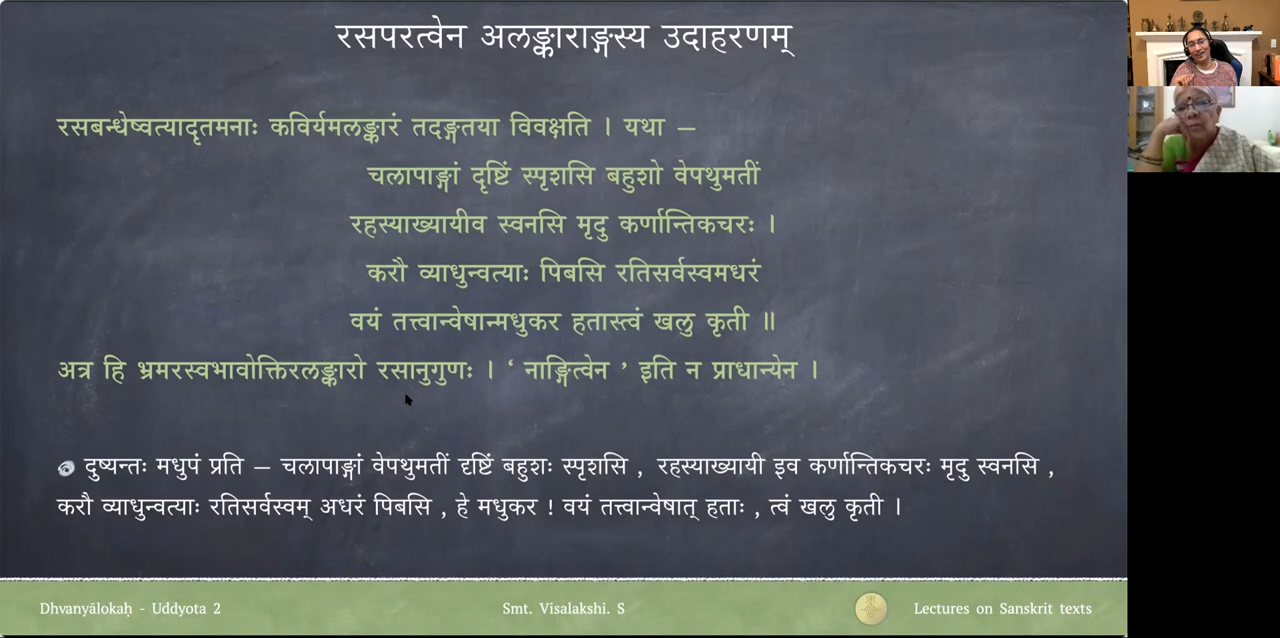 रसपरत्वेन अलङ्काराङ्गस्य उदाहरणम्
रसबन्धेष्वत्यादृतमनाः कविर्यमलङ्कारं तदङ्गतया विवक्षति । यथा –
चलापाङ्गां दृष्टिं स्पृशसि बहुशो वेपथुमतीं
रहस्याख्यायीव स्वनसि मृदु कर्णान्तिकचरः ।
करौ व्याधुन्वत्याः पिबसि रतिसर्वस्वमधरं
वयं तत्त्वान्वेषान्मधुकर हतास्त्वं खलु कृती ॥
अत्र हि भ्रमरस्वभावोक्तिरलङ्कारो रसानुगुणः । ‘ नाङ्गित्वेन ’ इति न प्राधान्येन ।
दुष्यन्तः मधुपं प्रति – चलापाङ्गां वेपथुमतीं दृष्टिं बहुशः स्पृशसि , रहस्याख्यायी इव कर्णान्तिकचरः मृदु स्वनसि ,
करौ व्याधुन्वत्याः रतिसर्वस्वम् अधरं पिबसि , हे मधुकर ! वयं तत्त्वान्वेषात् हताः , त्वं खलु कृती ।
Dhvanyālokaḥ - Uddyota 2 Smt. Visalakshi. S Lectures on Sanskrit texts